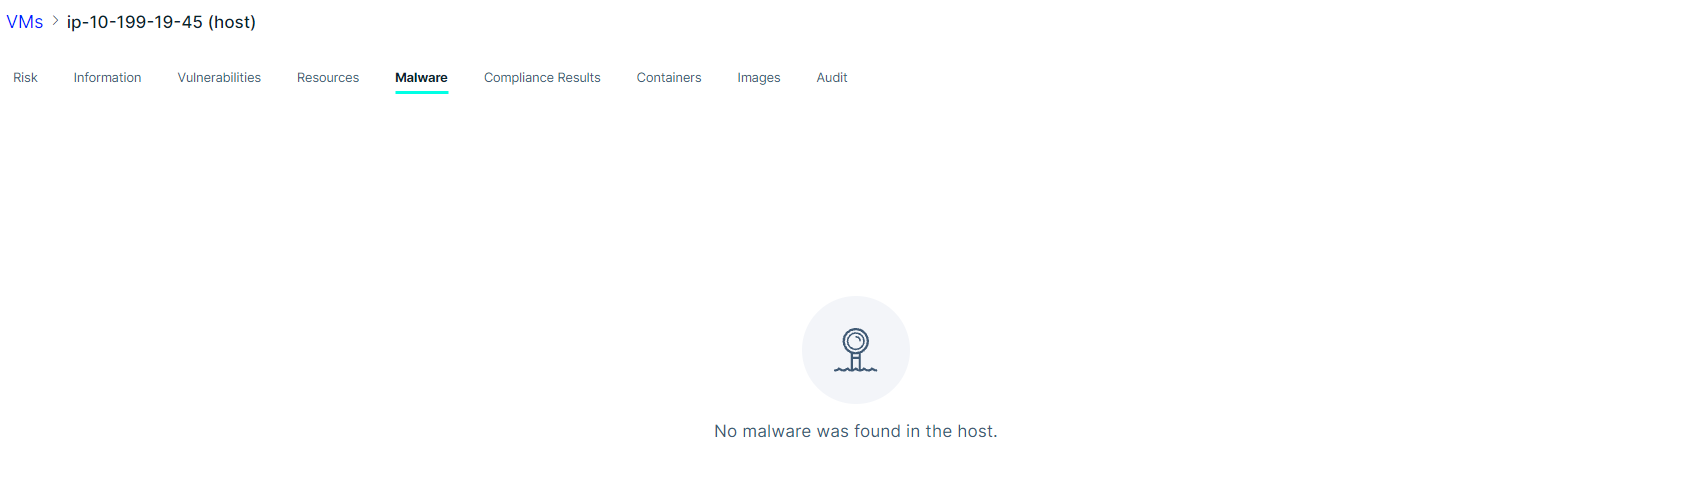 VMs > ip-10-199-19-45 (host)
Risk Information Vulnerabilities Resources Malware Compliance Results Containers Images Audit
No malware was found in the host.